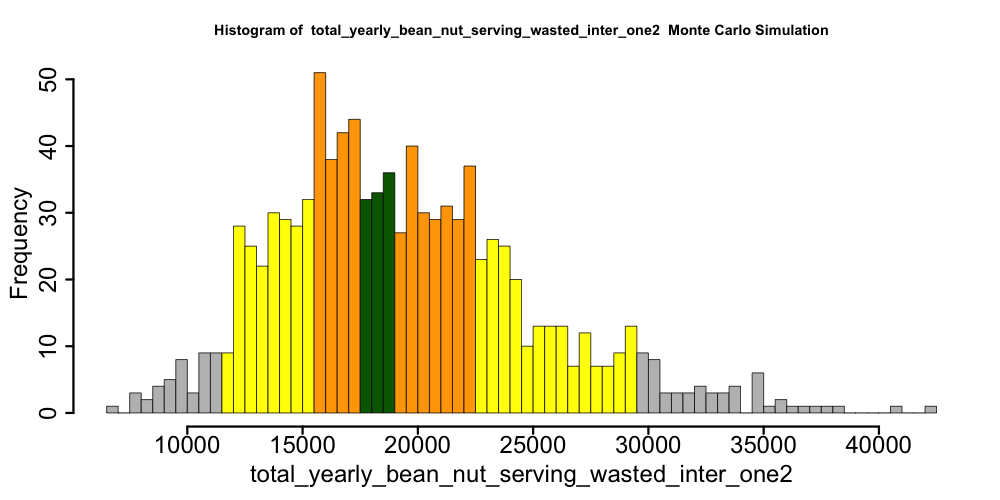 Histogram of  total_yearly_bean_nut_serving_wasted_inter_one2  Monte Carlo Simulation
Frequency
50
40
30
20
10
0
10000 15000 20000 25000 30000 35000 40000
total_yearly_bean_nut_serving_wasted_inter_one2